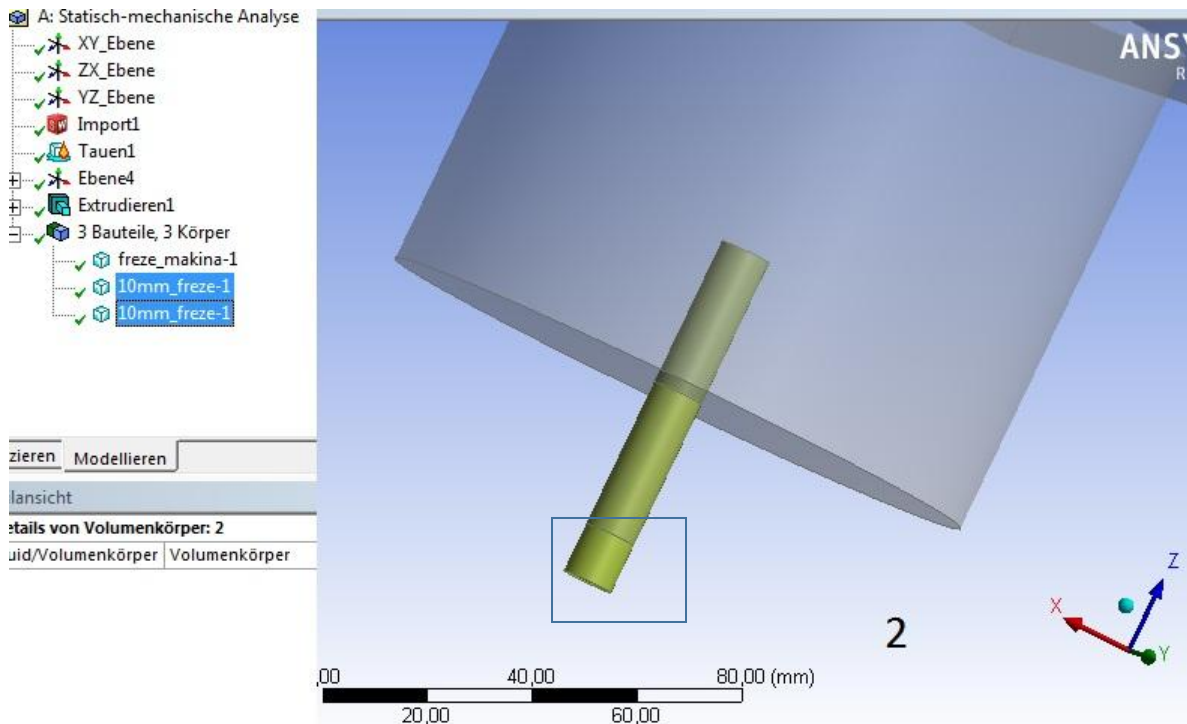 A: Statisch-mechanische Analyse
XY_Ebene
ZX_Ebene
YZ_Ebene
Import1
Tauen1
Ebene4
Extrudieren1
3 Bauteile, 3 Körper
freze_makina-1
10mm_freze-1
10mm_freze-1
zieren Modellieren
lansicht
etails von Volumenkörper: 2
uid/Volumenkörper Volumenkörper
ANSY
R
2
Z
X
Y
,00 40,00 80,00 (mm)
20,00 60,00